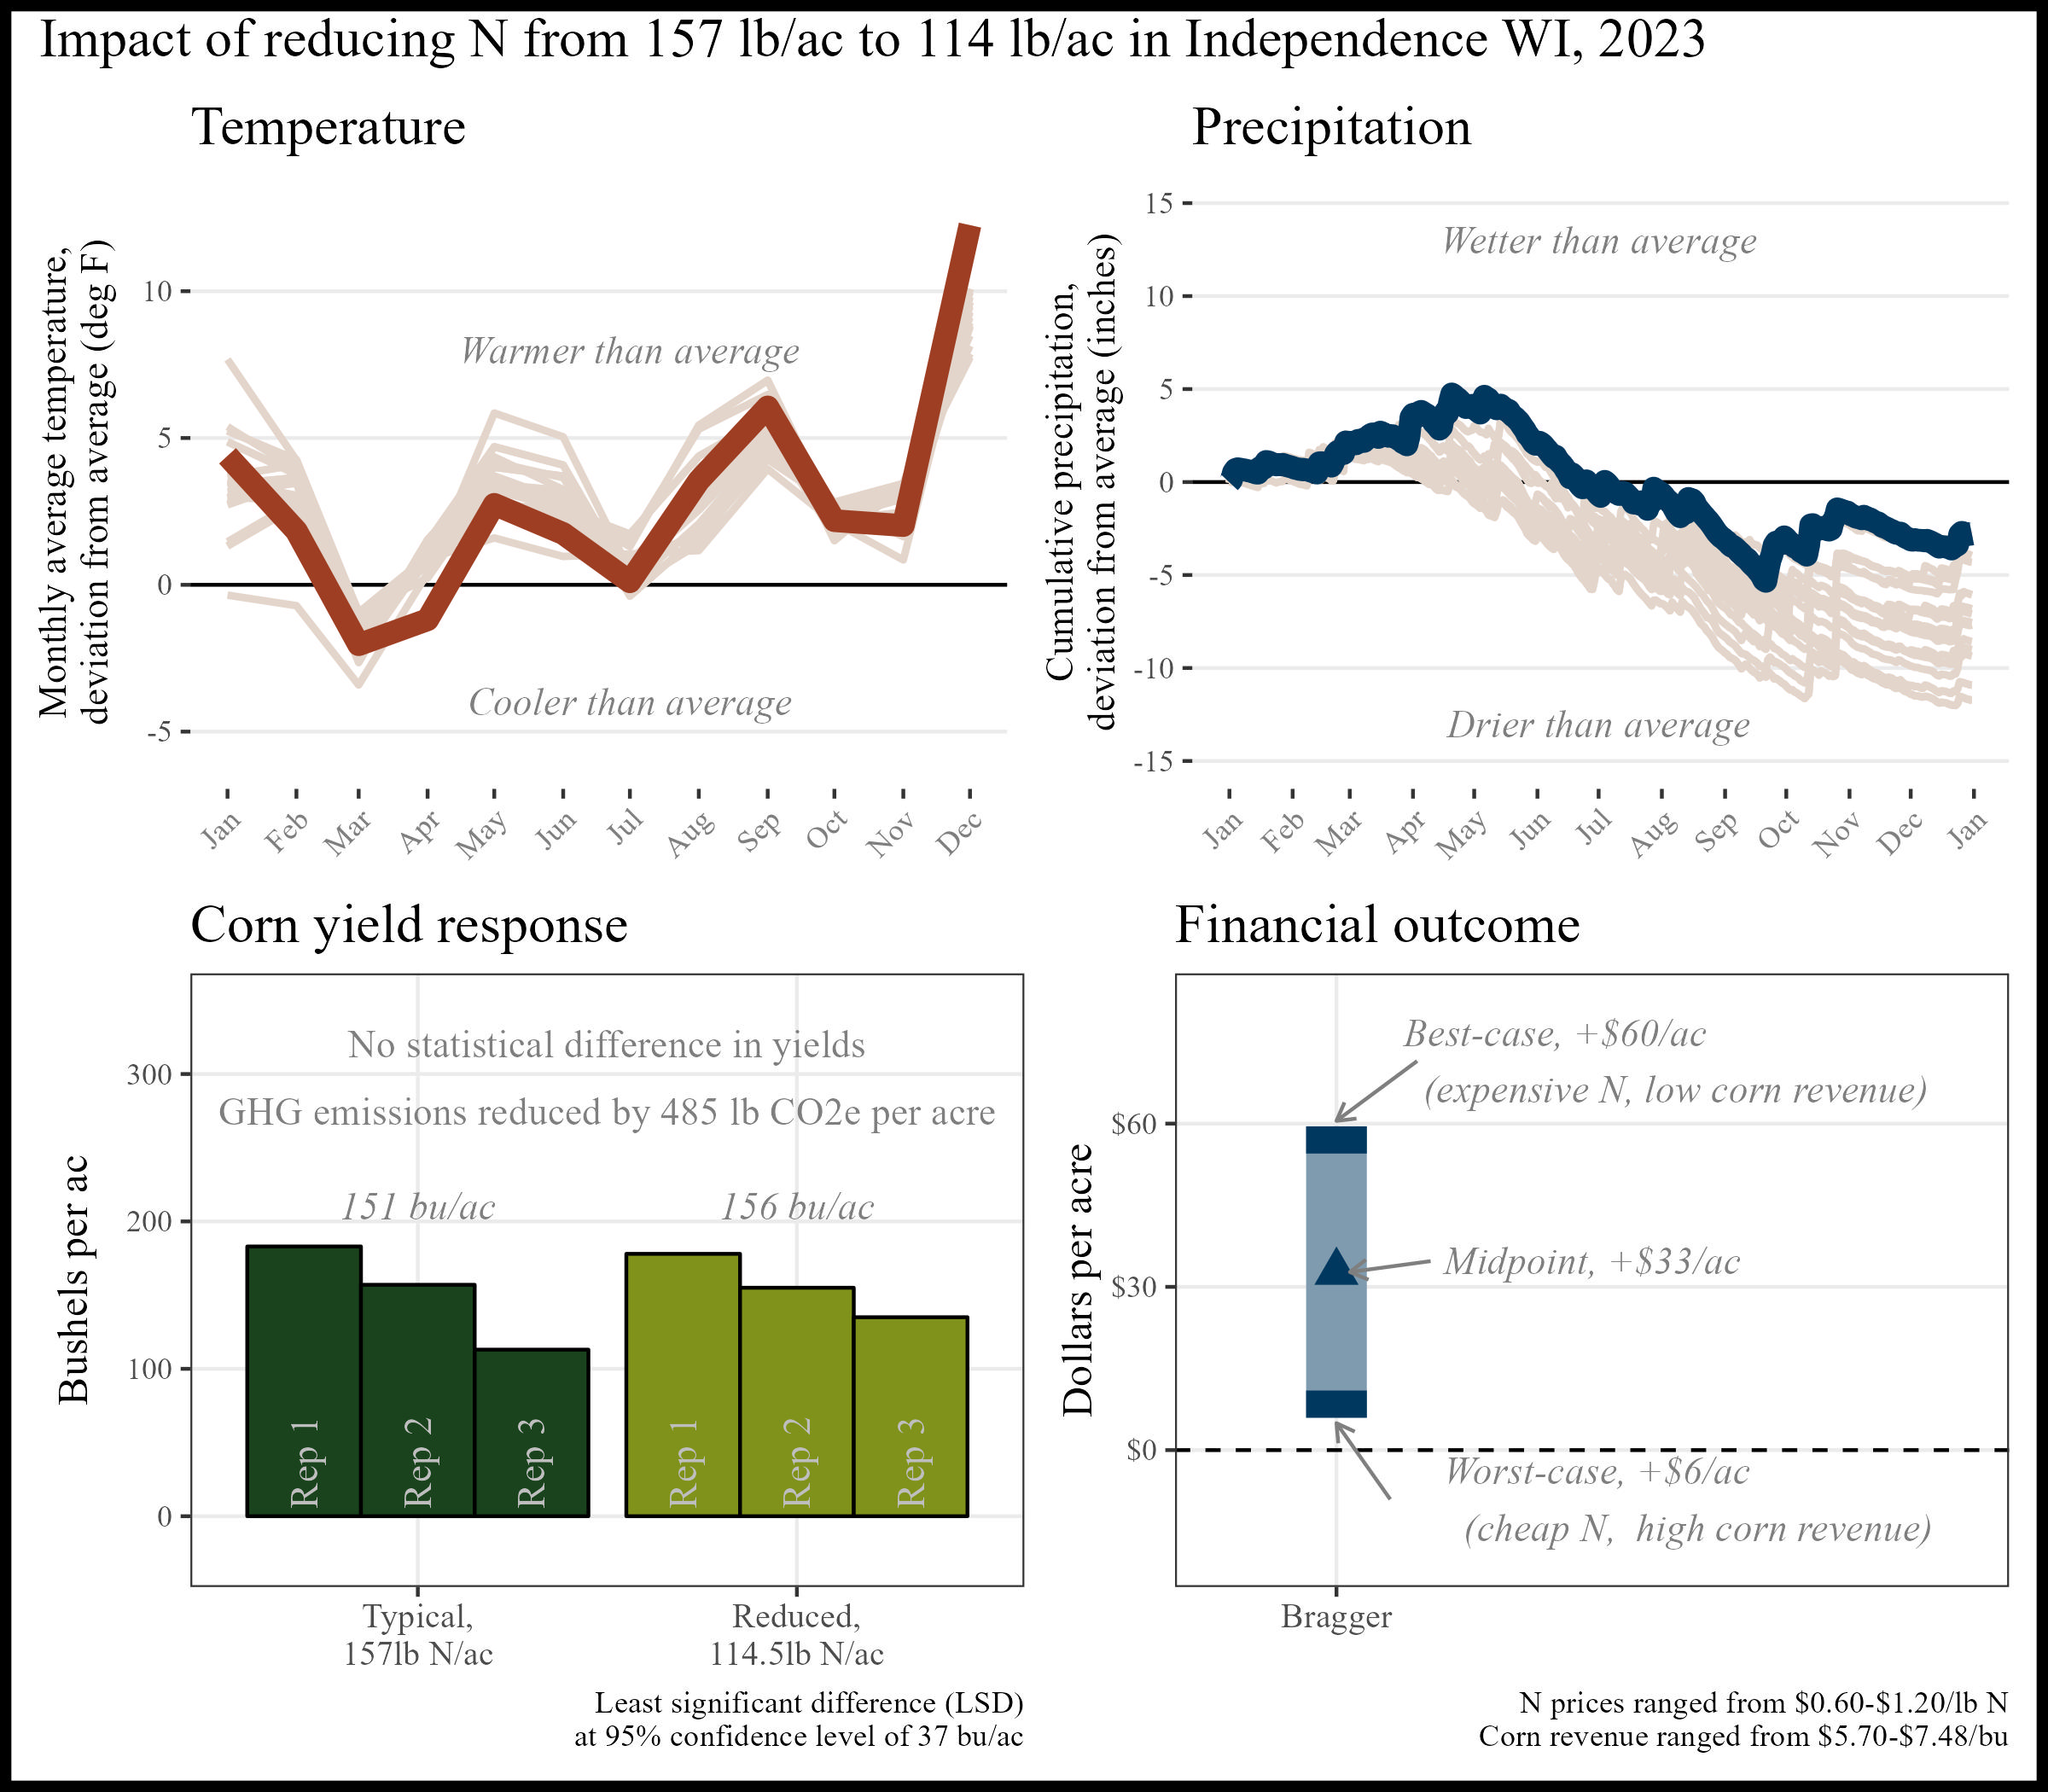 Impact of reducing N from 157 lb/ac to 114 lb/ac in Independence WI, 2023
Temperature
Monthly average temperature,
deviation from average (deg F)
10
5
0
-5
Warmer than average
Cooler than average
Jan
Feb
Mar
Apr
May
Jun
Jul
Aug
Sep
Oct
Nov
Dec
Precipitation
Cumulative precipitation,
deviation from average (inches)
15
10
5
0
-5
-10
-15
Wetter than average
Drier than average
Jan
Feb
Mar
Apr
May
Jun
Jul
Aug
Sep
Oct
Nov
Dec
Jan
Corn yield response
Bushels per ac
300
200
100
0
No statistical difference in yields
GHG emissions reduced by 485 lb CO2e per acre
151 bu/ac
156 bu/ac
Rep 1
Rep 2
Rep 3
Rep 1
Rep 2
Rep 3
Typical,
157lb N/ac
Reduced,
114.5lb N/ac
Least significant difference (LSD)
at 95% confidence level of 37 bu/ac
Financial outcome
Dollars per acre
$60
$30
$0
Best-case, +$60/ac
(expensive N, low corn revenue)
Midpoint, +$33/ac
Worst-case, +$6/ac
(cheap N,  high corn revenue)
Bragger
N prices ranged from $0.60-$1.20/lb N
Corn revenue ranged from $5.70-$7.48/bu